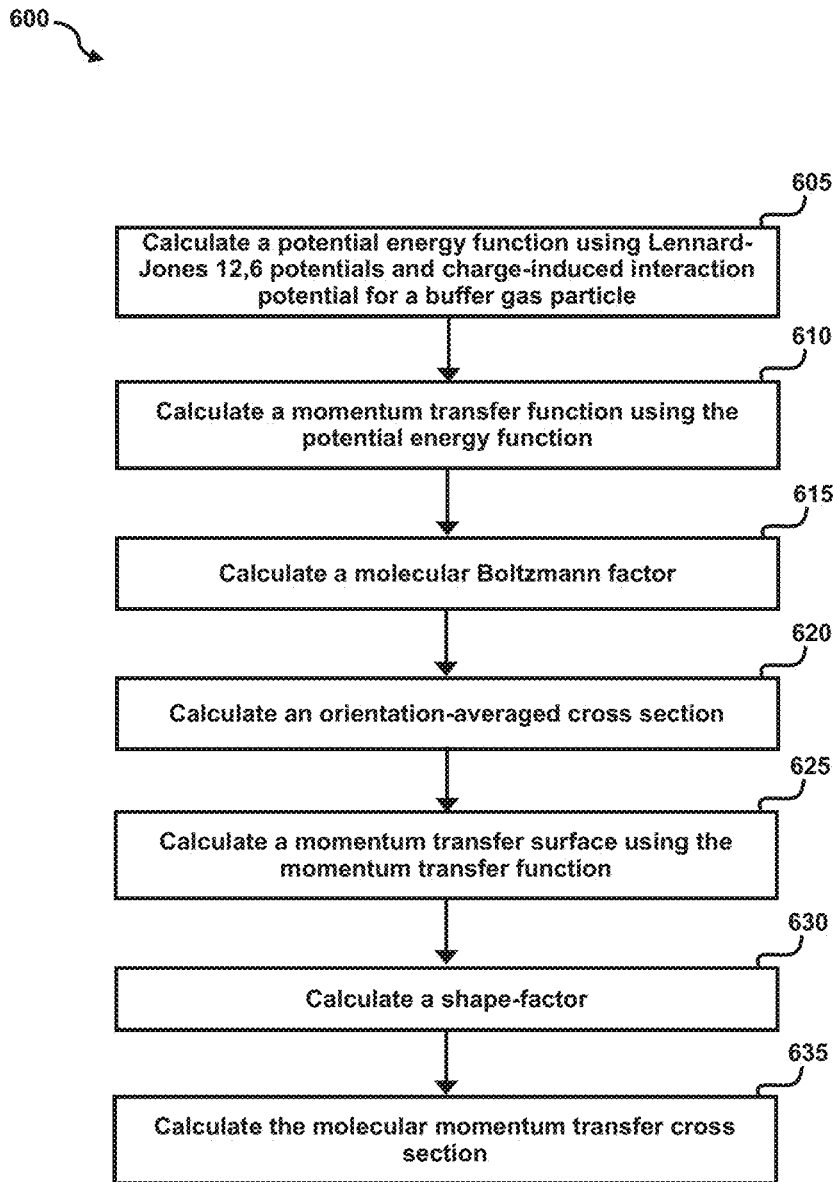 600
605
Calculate a potential energy function using Lennard-
Jones 12,6 potentials and charge-induced interaction
potential for a buffer gas particle
610
Calculate a momentum transfer function using the
potential energy function
615
Calculate a molecular Boltzmann factor
620
Calculate an orientation-averaged cross section
625
Calculate a momentum transfer surface using the
momentum transfer function
630
Calculate a shape-factor
635
Calculate the molecular momentum transfer cross
section